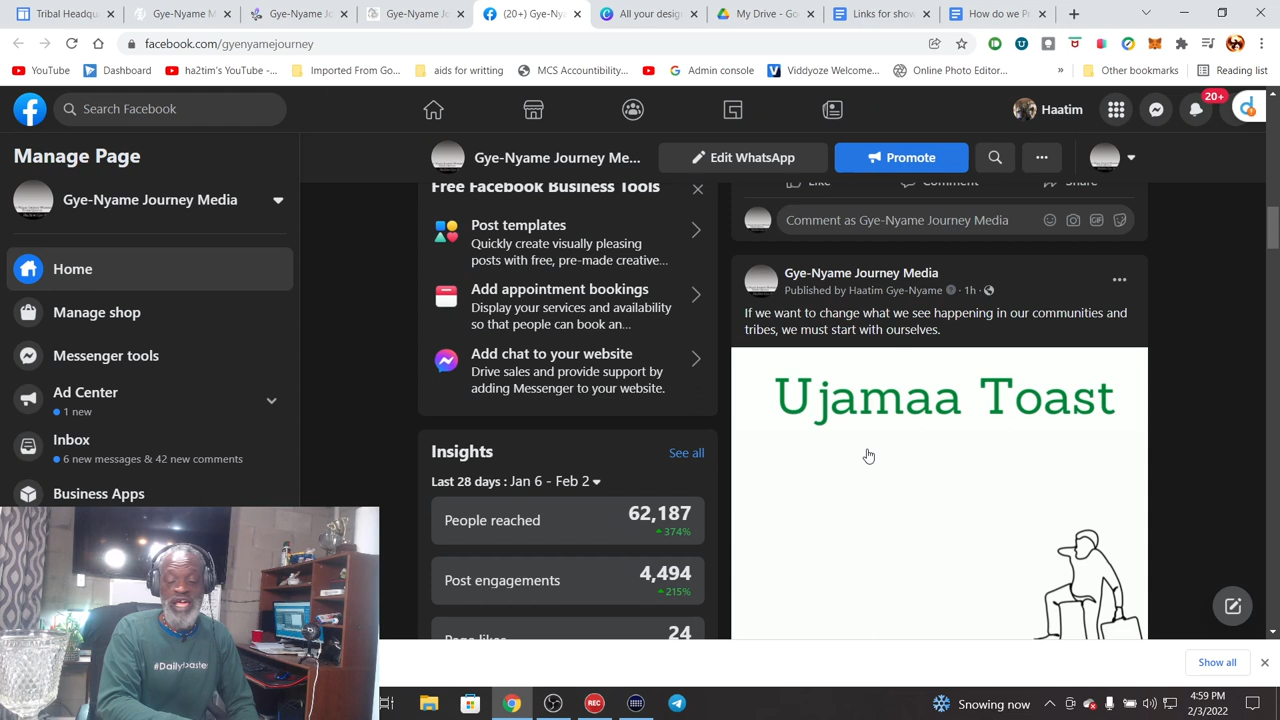 Tribal Headqu
Gye-Nyame M
Gye-Nyame Jo
Gye-Nyame Je
(20+) Gye-Ny
All your desig
My Drive - Go
Links for show
How do we P
facebook.com/gyenyamejourney
YouTube
Dashboard
ha2tim's YouTube -...
Imported From Go...
aids for writting
MCS Accountibility...
Admin console
Viddyoze Welcome...
Online Photo Editor...
»
Other bookmarks
Reading list
Search Facebook
Haatim
20+
Manage Page
Gye-Nyame Journey Media
Home
Manage shop
Messenger tools
Ad Center
1 new
Inbox
6 new messages & 42 new comments
Business Apps
Gye-Nyame Journey Me...
Edit WhatsApp
Promote
Free Facebook Business Tools
Post templates
Quickly create visually pleasing
posts with free, pre-made creative...
Add appointment bookings
Display your services and availability
so that people can book an...
Add chat to your website
Drive sales and provide support by
adding Messenger to your website.
Insights
See all
Last 28 days : Jan 6 - Feb 2
People reached
62,187
374%
Post engagements
4,494
215%
Page likes
24
Like
Comment
Share
Comment as Gye-Nyame Journey Media
GIF
Gye-Nyame Journey Media
Published by Haatim Gye-Nyame · 1h ·
If we want to change what we see happening in our communities and
tribes, we must start with ourselves.
Ujamaa Toast
#Dailytoaster
Show all
REC
Snowing now
4:59 PM
2/3/2022